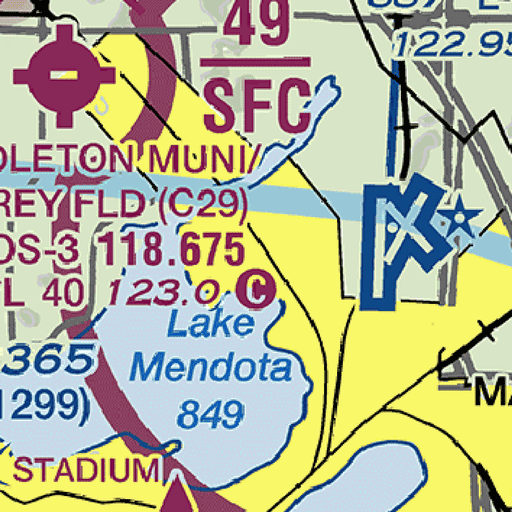 49
SFC
122.95
DLETON MUNI/
REY FLD (C29)
OS-3 118.675
L 40 123.0 C
Lake
Mendota
849
365
1299)
STADIUM
MA